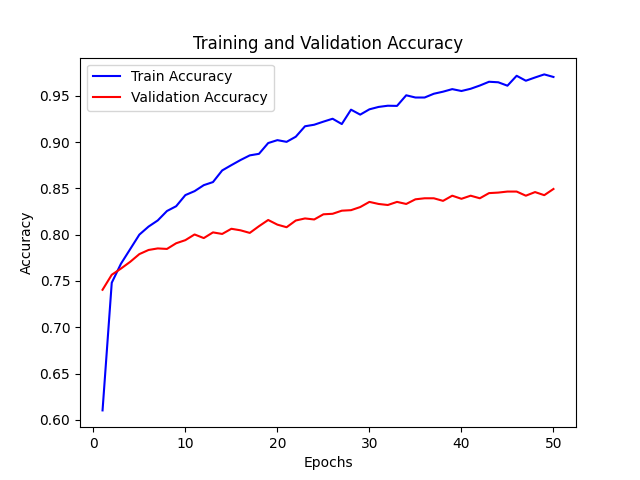 Training and Validation Accuracy
Train Accuracy
Validation Accuracy
Accuracy
0.95
0.90
0.85
0.80
0.75
0.70
0.65
0.60
0 10 20 30 40 50
Epochs